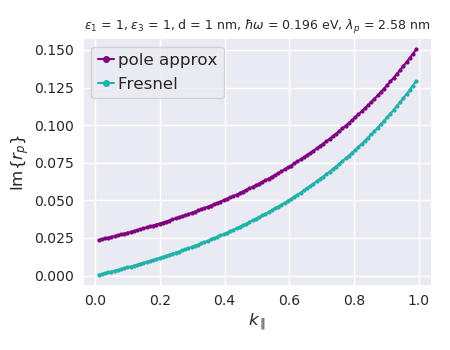 ε₁ = 1, ε₃ = 1, d = 1 nm, ħω = 0.196 eV, λₚ = 2.58 nm
pole approx
Fresnel
Im{rₚ}
0.150
0.125
0.100
0.075
0.050
0.025
0.000
0.0 0.2 0.4 0.6 0.8 1.0
k∥